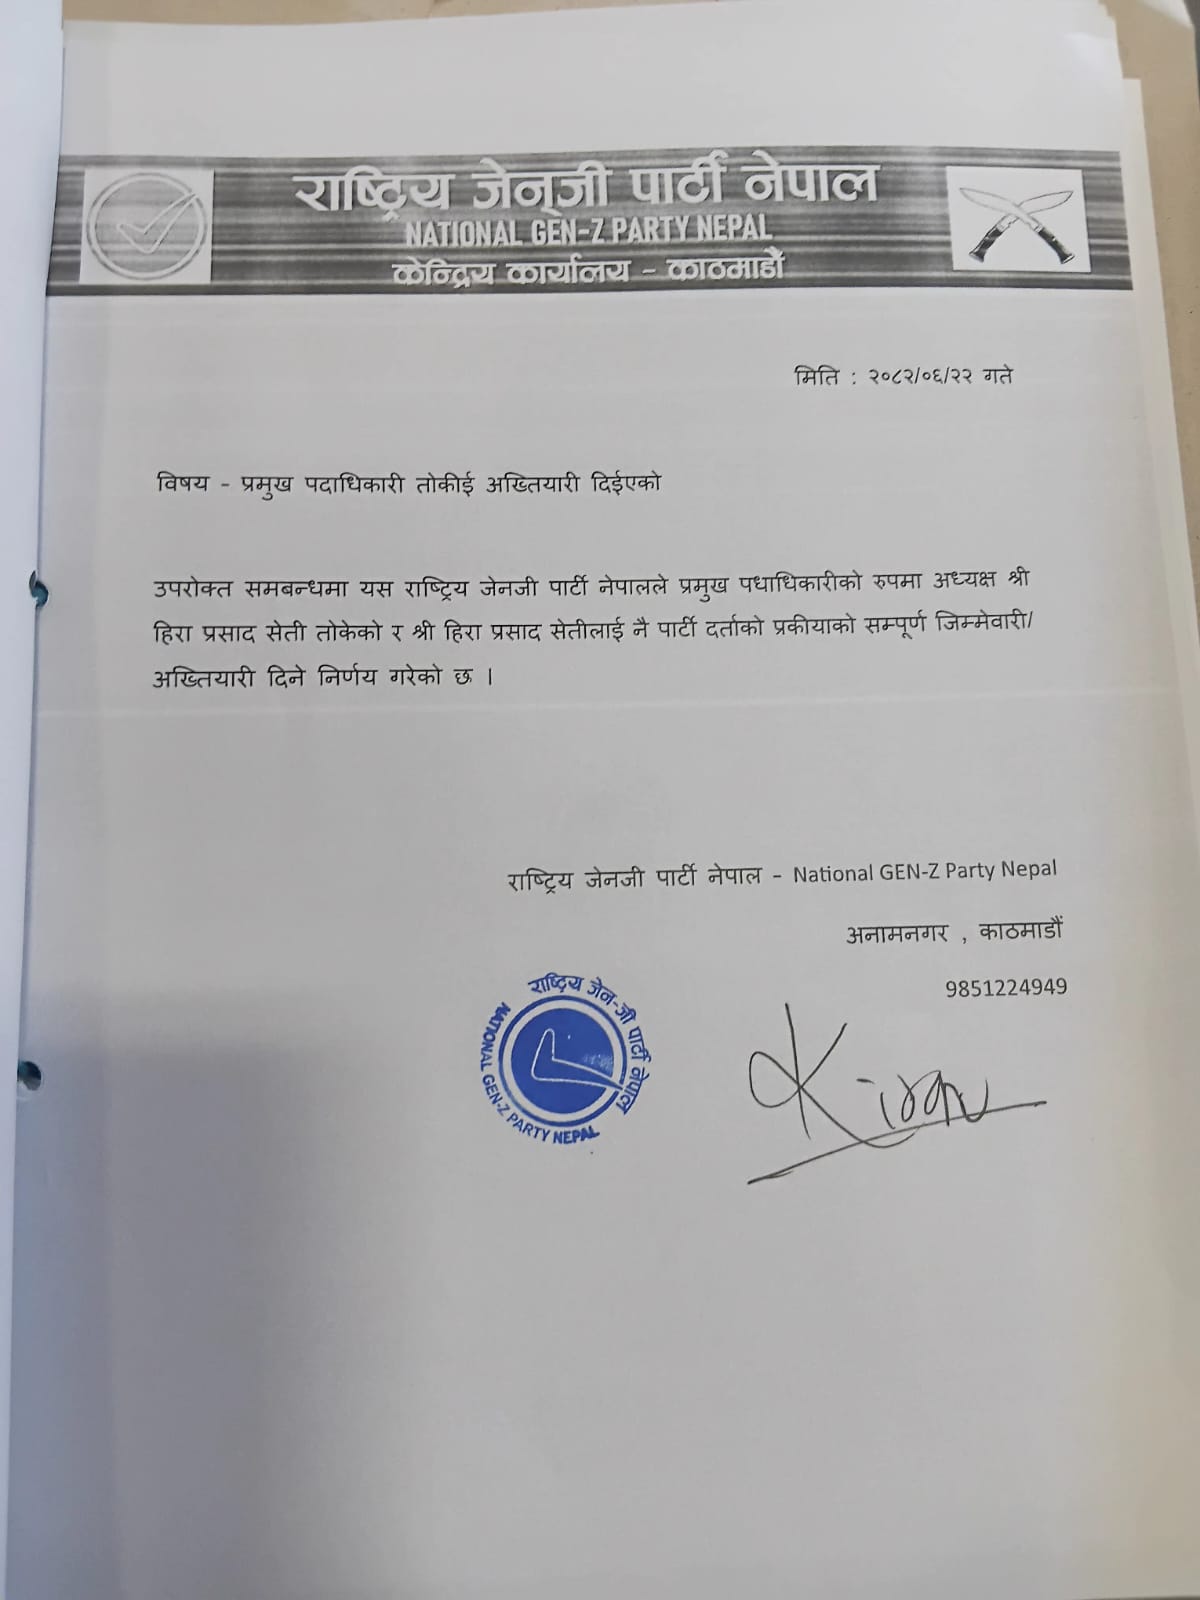 राष्ट्रिय जेन्जी पार्टी नेपाल
NATIONAL GEN-Z PARTY NEPAL
केन्द्रिय कार्यालय - काठमाडौं
मिति : २०८२/०६/२२ गते
विषय - प्रमुख पदाधिकारी तोकीई अख्तियारी दिईएको
उपरोक्त समबन्धमा यस राष्ट्रिय जेनजी पार्टी नेपालले प्रमुख पधाधिकारीको रुपमा अध्यक्ष श्री
हिरा प्रसाद सेती तोकेको र श्री हिरा प्रसाद सेतीलाई नै पार्टी दर्ताको प्रकीयाको सम्पूर्ण जिम्मेवारी/
अख्तियारी दिने निर्णय गरेको छ ।
राष्ट्रिय जेनजी पार्टी नेपाल - National GEN-Z Party Nepal
अनामनगर , काठमाडौं
9851224949
राष्ट्रिय जेन-जी पार्टी नेपाल
NATIONAL GEN-Z PARTY NEPAL
Kiran